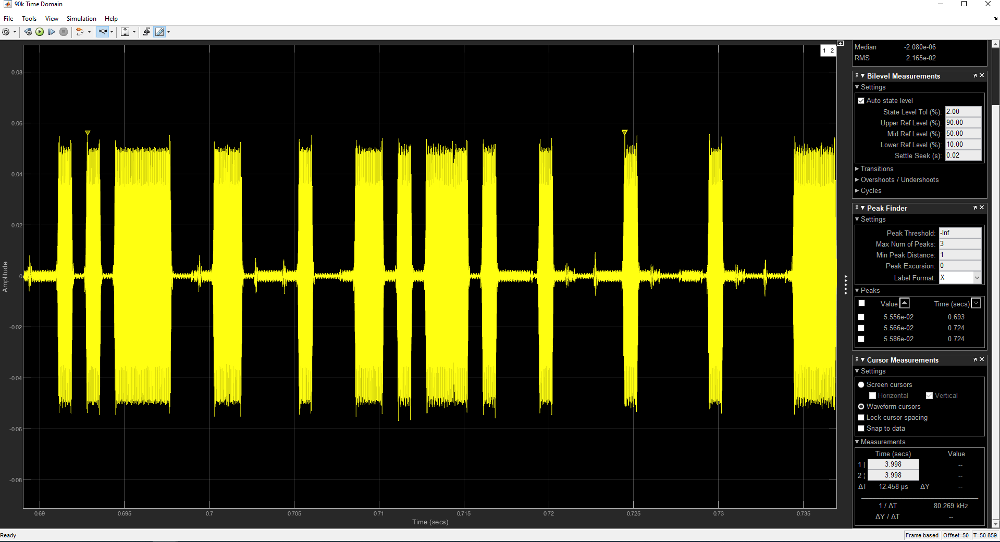 90k Time Domain
File Tools View Simulation Help
1 2
0.08
0.06
0.04
0.02
0
-0.02
-0.04
-0.06
-0.08
Amplitude
0.69 0.695 0.7 0.705 0.71 0.715 0.72 0.725 0.73 0.735
Time (secs)
Median -2.080e-06
RMS 2.165e-02
Bilevel Measurements
Settings
Auto state level
State Level Tol (%): 2.00
Upper Ref Level (%): 90.00
Mid Ref Level (%): 50.00
Lower Ref Level (%): 10.00
Settle Seek (s): 0.02
Transitions
Overshoots / Undershoots
Cycles
Peak Finder
Settings
Peak Threshold: -Inf
Max Num of Peaks: 3
Min Peak Distance: 1
Peak Excursion: 0
Label Format: X
Peaks
Value Time (secs)
5.556e-02 0.693
5.566e-02 0.724
5.586e-02 0.724
Cursor Measurements
Settings
Screen cursors
Horizontal Vertical
Waveform cursors
Lock cursor spacing
Snap to data
Measurements
Time (secs) Value
1 | 3.998 --
2 ¦ 3.998 --
ΔT 12.458 µs ΔY --
1 / ΔT 80.269 kHz
ΔY / ΔT --
Ready
Frame based Offset=50 T=50.859